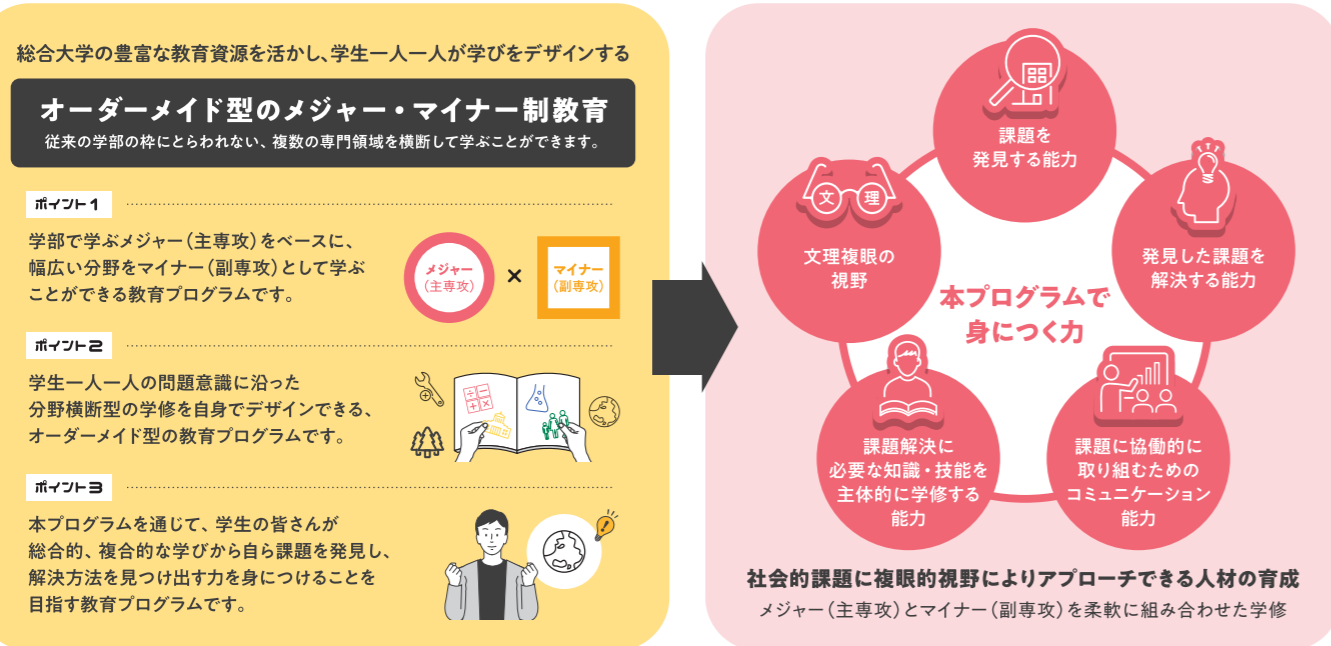 総合大学の豊富な教育資源を活かし、学生一人一人が学びをデザインする
オーダーメイド型のメジャー・マイナー制教育
従来の学部の枠にとらわれない、複数の専門領域を横断して学ぶことができます。
ポイント1
学部で学ぶメジャー（主専攻）をベースに、
幅広い分野をマイナー（副専攻）として学ぶ
ことができる教育プログラムです。
メジャー
（主専攻）
×
マイナー
（副専攻）
ポイント2
学生一人一人の問題意識に沿った
分野横断型の学修を自身でデザインできる、
オーダーメイド型の教育プログラムです。
ポイント3
本プログラムを通じて、学生の皆さんが
総合的、複合的な学びから自ら課題を発見し、
解決方法を見つけ出す力を身につけることを
目指す教育プログラムです。
課題を
発見する能力
文
理
文理複眼の
視野
発見した課題を
解決する能力
本プログラムで
身につく力
課題解決に
必要な知識・技能を
主体的に学修する
能力
課題に協働的に
取り組むための
コミュニケーション
能力
社会的課題に複眼的視野によりアプローチできる人材の育成
メジャー（主専攻）とマイナー（副専攻）を柔軟に組み合わせた学修